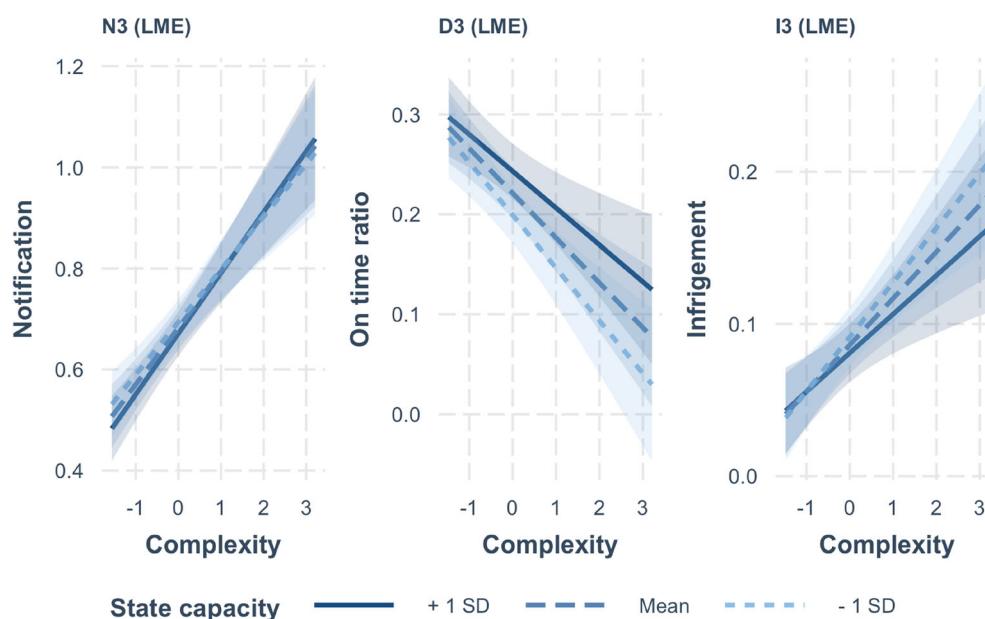 N3 (LME)
D3 (LME)
I3 (LME)
Notification
1.2
1.0
0.8
0.6
0.4
-1 0 1 2 3
Complexity
On time ratio
0.3
0.2
0.1
0.0
-1 0 1 2 3
Complexity
Infrigement
0.2
0.1
0.0
-1 0 1 2 3
Complexity
State capacity + 1 SD Mean - 1 SD